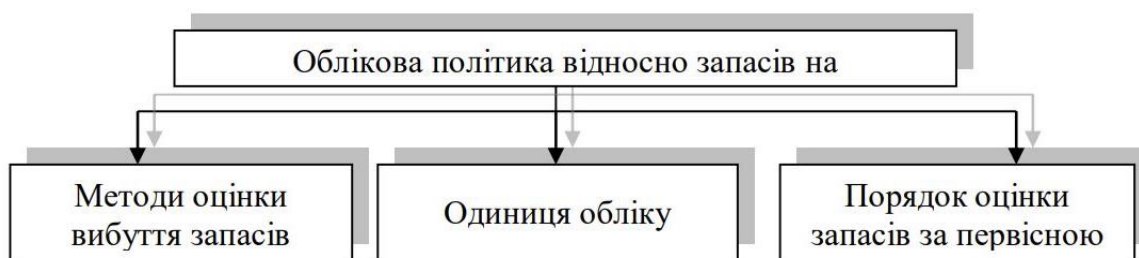 Облікова політика відносно запасів на
Методи оцінки
вибуття запасів
Одиниця обліку
Порядок оцінки
запасів за первісною